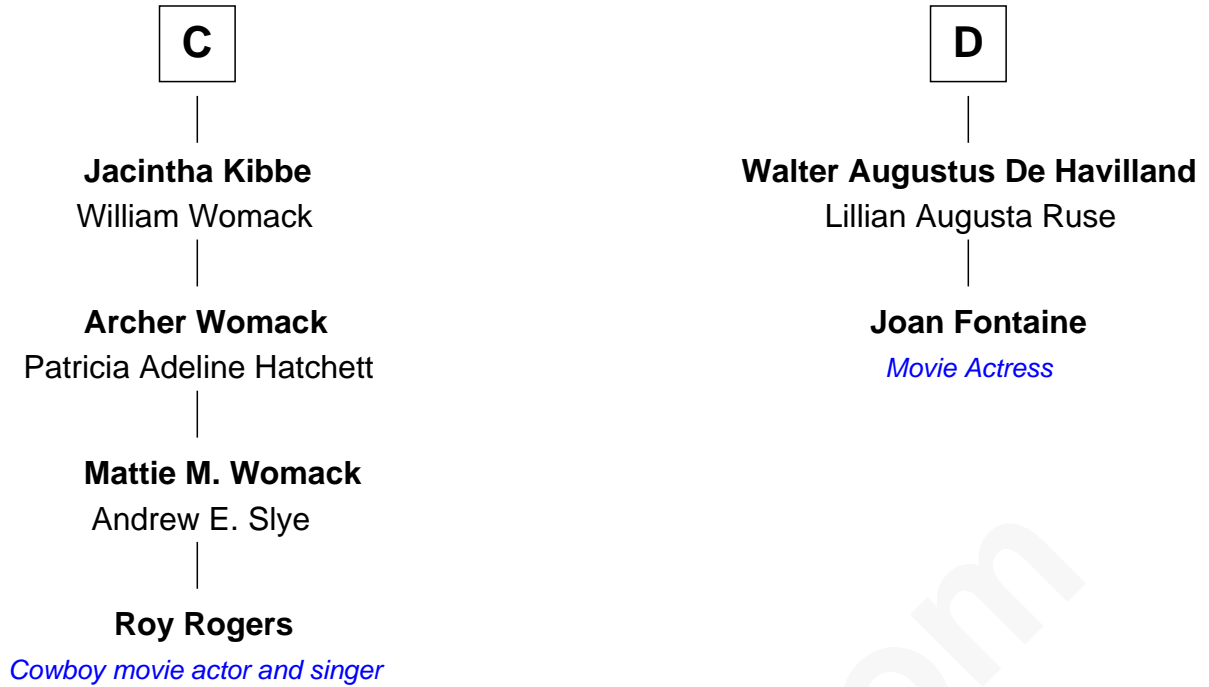 C
Jacintha Kibbe
William Womack
Archer Womack
Patricia Adeline Hatchett
Mattie M. Womack
Andrew E. Slye
Roy Rogers
Cowboy movie actor and singer
D
Walter Augustus De Havilland
Lillian Augusta Ruse
Joan Fontaine
Movie Actress
om